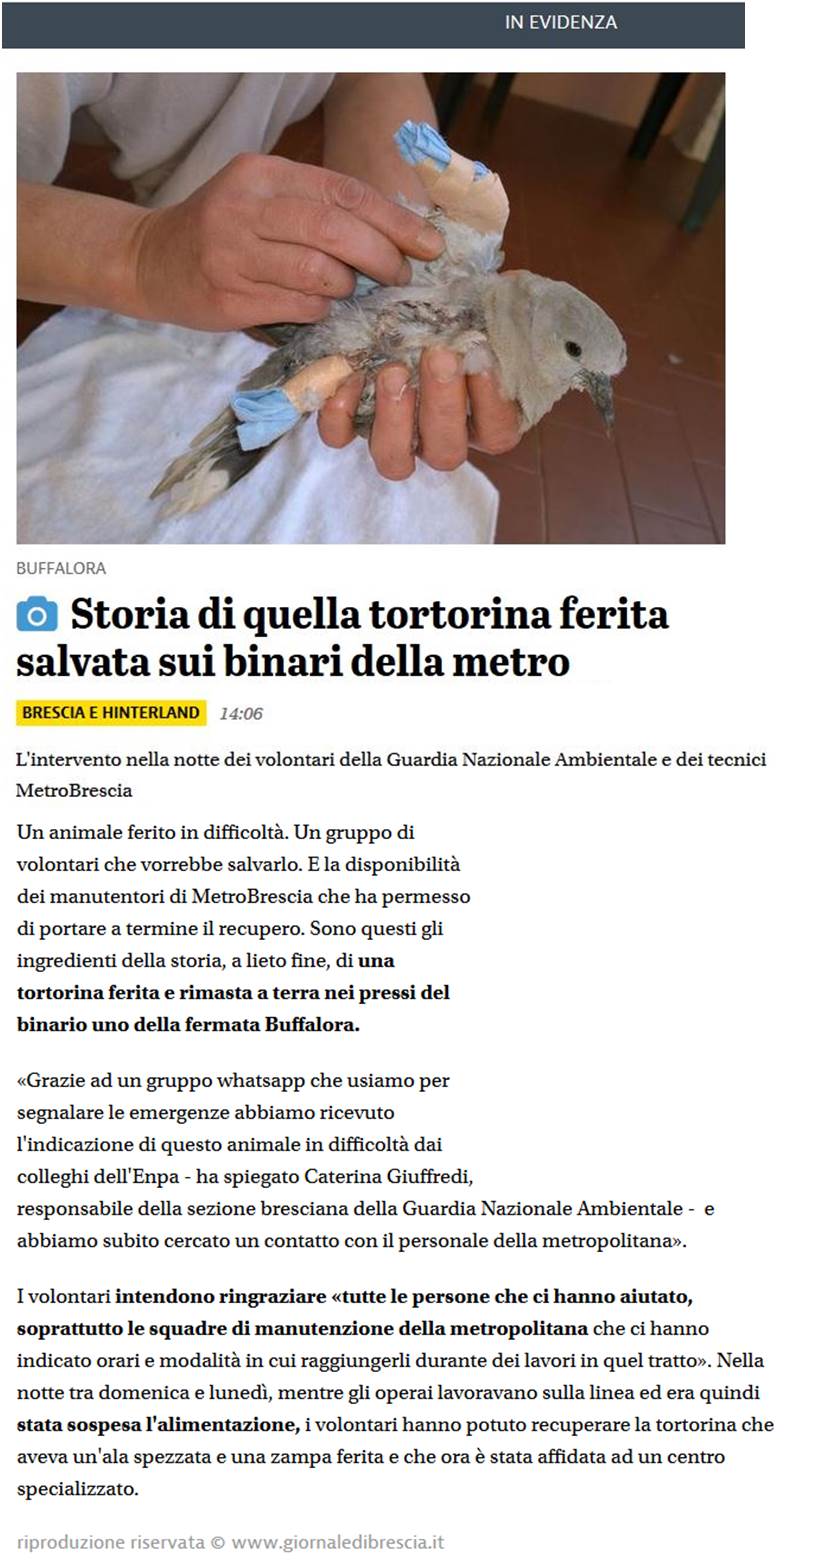 IN EVIDENZA
BUFFALORA
Storia di quella tortorina ferita
salvata sui binari della metro
BRESCIA E HINTERLAND 14:06
L'intervento nella notte dei volontari della Guardia Nazionale Ambientale e dei tecnici
MetroBrescia
Un animale ferito in difficoltà. Un gruppo di
volontari che vorrebbe salvarlo. E la disponibilità
dei manutentori di MetroBrescia che ha permesso
di portare a termine il recupero. Sono questi gli
ingredienti della storia, a lieto fine, di una
tortorina ferita e rimasta a terra nei pressi del
binario uno della fermata Buffalora.
«Grazie ad un gruppo whatsapp che usiamo per
segnalare le emergenze abbiamo ricevuto
l'indicazione di questo animale in difficoltà dai
colleghi dell'Enpa - ha spiegato Caterina Giuffredi,
responsabile della sezione bresciana della Guardia Nazionale Ambientale - e
abbiamo subito cercato un contatto con il personale della metropolitana».
I volontari intendono ringraziare «tutte le persone che ci hanno aiutato,
soprattutto le squadre di manutenzione della metropolitana che ci hanno
indicato orari e modalità in cui raggiungerli durante dei lavori in quel tratto». Nella
notte tra domenica e lunedì, mentre gli operai lavoravano sulla linea ed era quindi
stata sospesa l'alimentazione, i volontari hanno potuto recuperare la tortorina che
aveva un'ala spezzata e una zampa ferita e che ora è stata affidata ad un centro
specializzato.
riproduzione riservata © www.giornaledibrescia.it